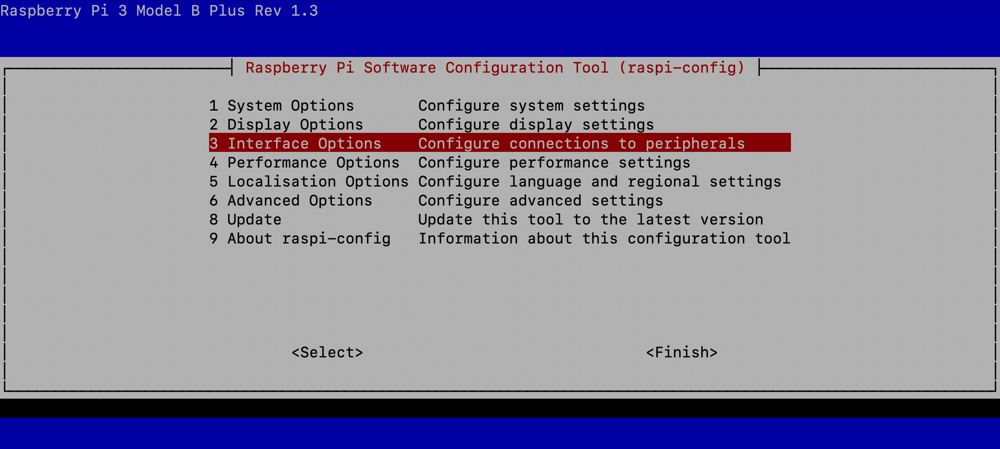 Raspberry Pi 3 Model B Plus Rev 1.3
Raspberry Pi Software Configuration Tool (raspi-config)
1 System Options Configure system settings
2 Display Options Configure display settings
3 Interface Options Configure connections to peripherals
4 Performance Options Configure performance settings
5 Localisation Options Configure language and regional settings
6 Advanced Options Configure advanced settings
8 Update Update this tool to the latest version
9 About raspi-config Information about this configuration tool
<Select> <Finish>